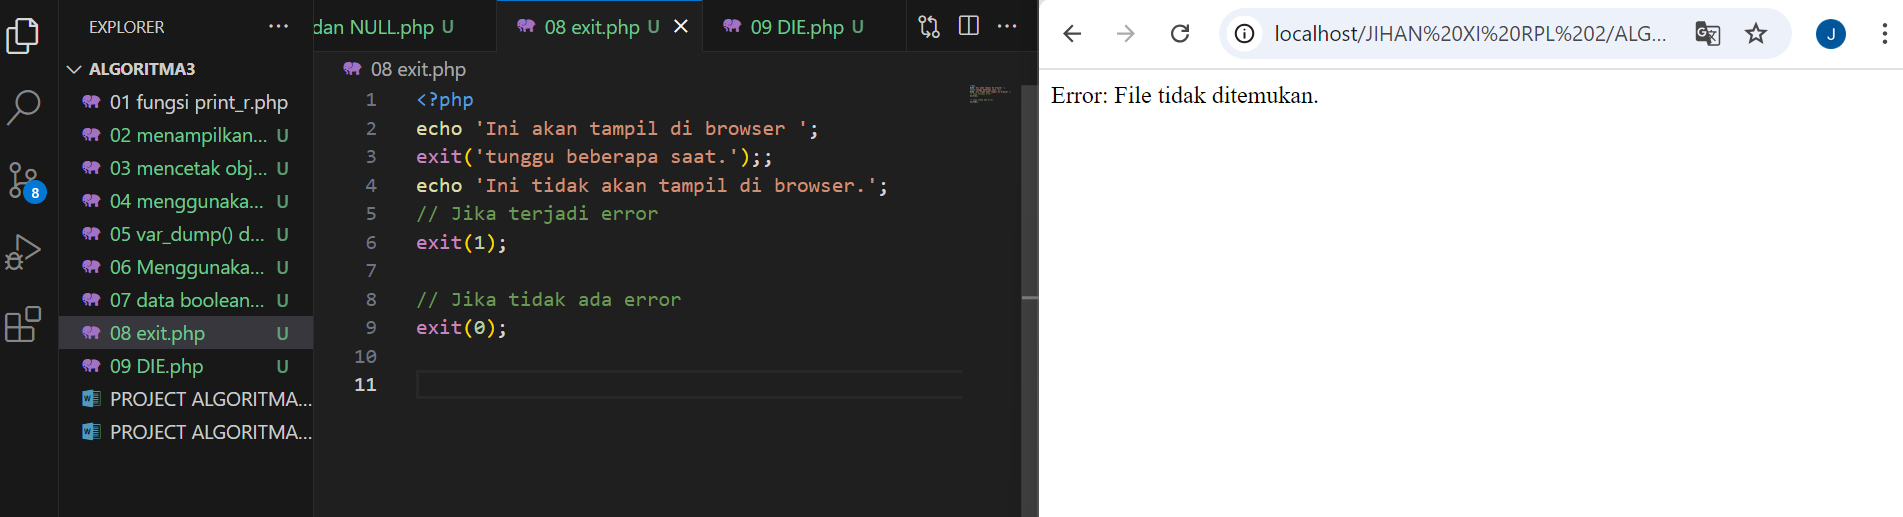 EXPLORER ···
ALGORITMA3
01 fungsi print_r.php
02 menampilkan... U
03 mencetak obj... U
04 menggunaka... U
05 var_dump() d... U
06 Menggunaka... U
07 data boolean... U
08 exit.php U
09 DIE.php U
PROJECT ALGORITMA...
PROJECT ALGORITMA...
8
dan NULL.php U
08 exit.php U
09 DIE.php U
08 exit.php
1 <?php
2 echo 'Ini akan tampil di browser ';
3 exit('tunggu beberapa saat.');;
4 echo 'Ini tidak akan tampil di browser.';
5 // Jika terjadi error
6 exit(1);
7
8 // Jika tidak ada error
9 exit(0);
10
11
localhost/JIHAN%20XI%20RPL%202/ALG...
J
Error: File tidak ditemukan.